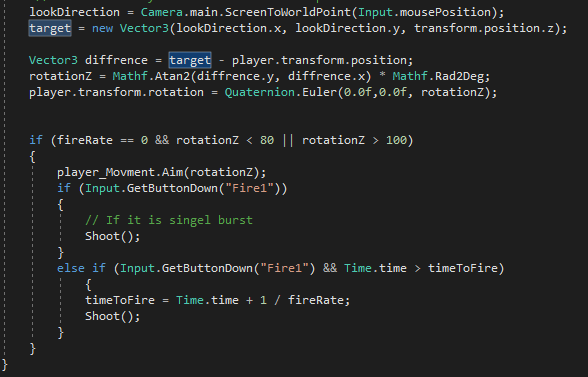 lookDirection = Camera.main.ScreenToWorldPoint(Input.mousePosition);
target = new Vector3(lookDirection.x, lookDirection.y, transform.position.z);
Vector3 diffrence = target - player.transform.position;
rotationZ = Mathf.Atan2(diffrence.y, diffrence.x) * Mathf.Rad2Deg;
player.transform.rotation = Quaternion.Euler(0.0f,0.0f, rotationZ);
if (fireRate == 0 && rotationZ < 80 || rotationZ > 100)
{
player_Movment.Aim(rotationZ);
if (Input.GetButtonDown("Fire1"))
{
// If it is singel burst
Shoot();
}
else if (Input.GetButtonDown("Fire1") && Time.time > timeToFire)
{
timeToFire = Time.time + 1 / fireRate;
Shoot();
}
}
}